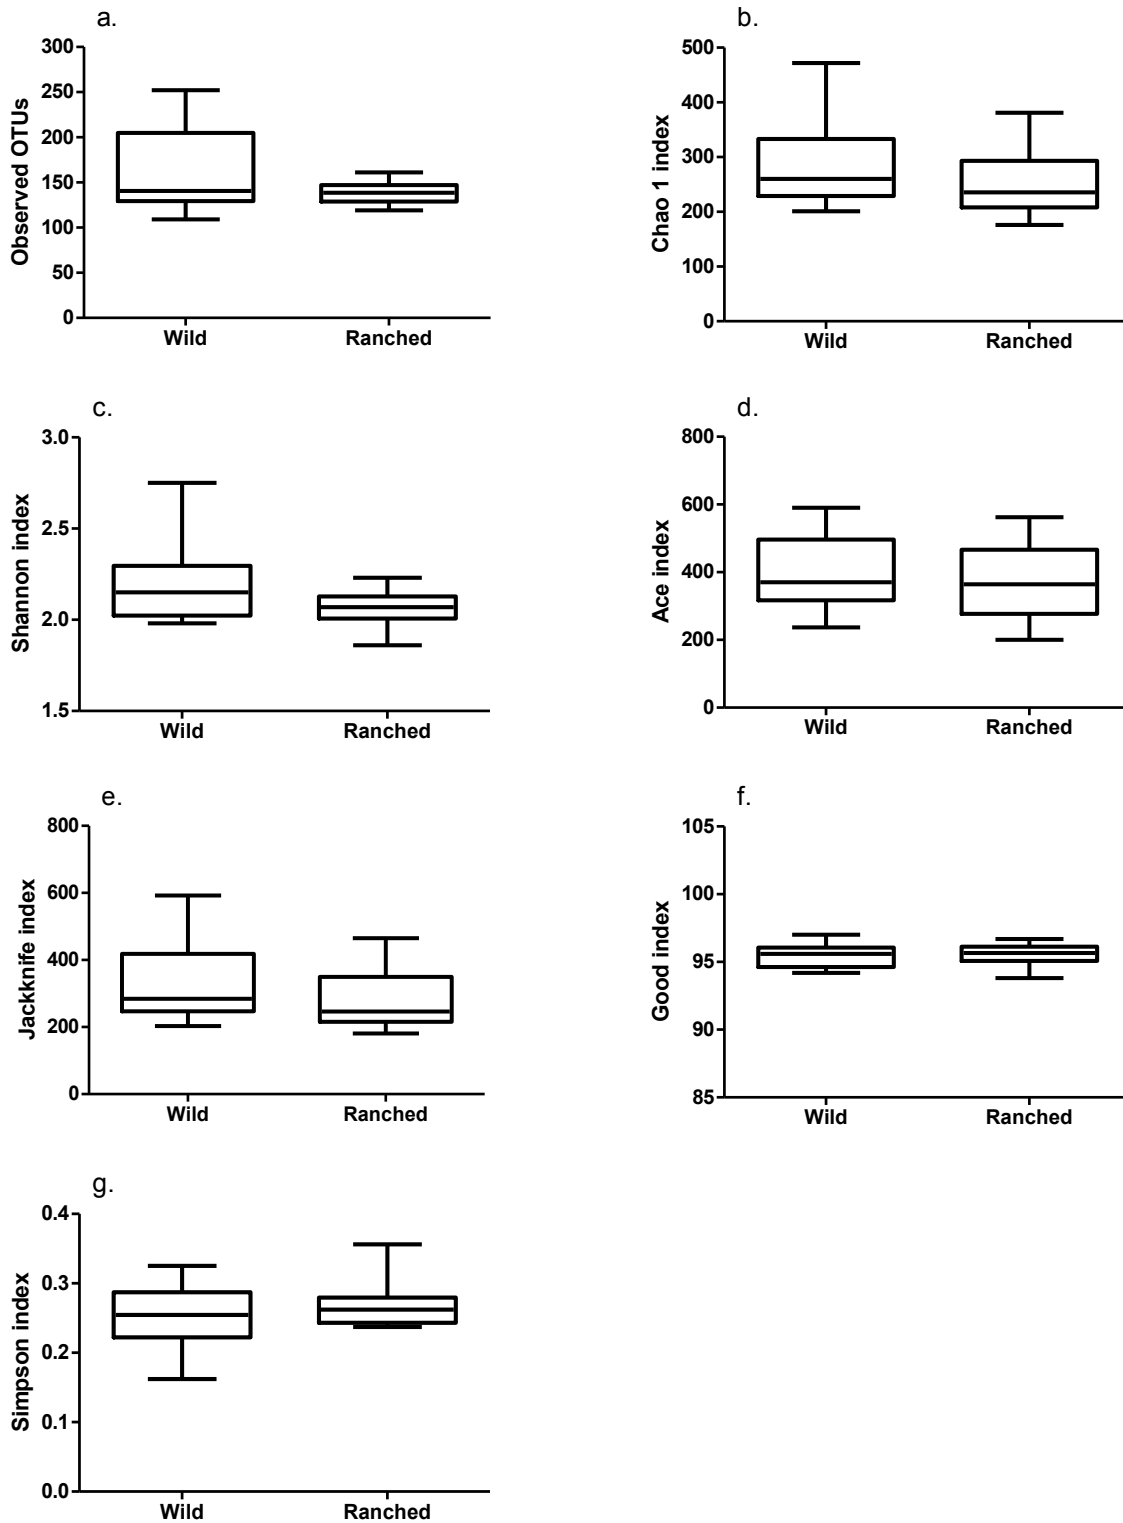 a.
Observed OTUs
300
250
200
150
100
50
0
Wild Ranched
b.
Chao 1 index
500
400
300
200
100
0
Wild Ranched
c.
Shannon index
3.0
2.5
2.0
1.5
Wild Ranched
d.
Ace index
800
600
400
200
0
Wild Ranched
e.
Jackknife index
800
600
400
200
0
Wild Ranched
f.
Good index
105
100
95
90
85
Wild Ranched
g.
Simpson index
0.4
0.3
0.2
0.1
0.0
Wild Ranched